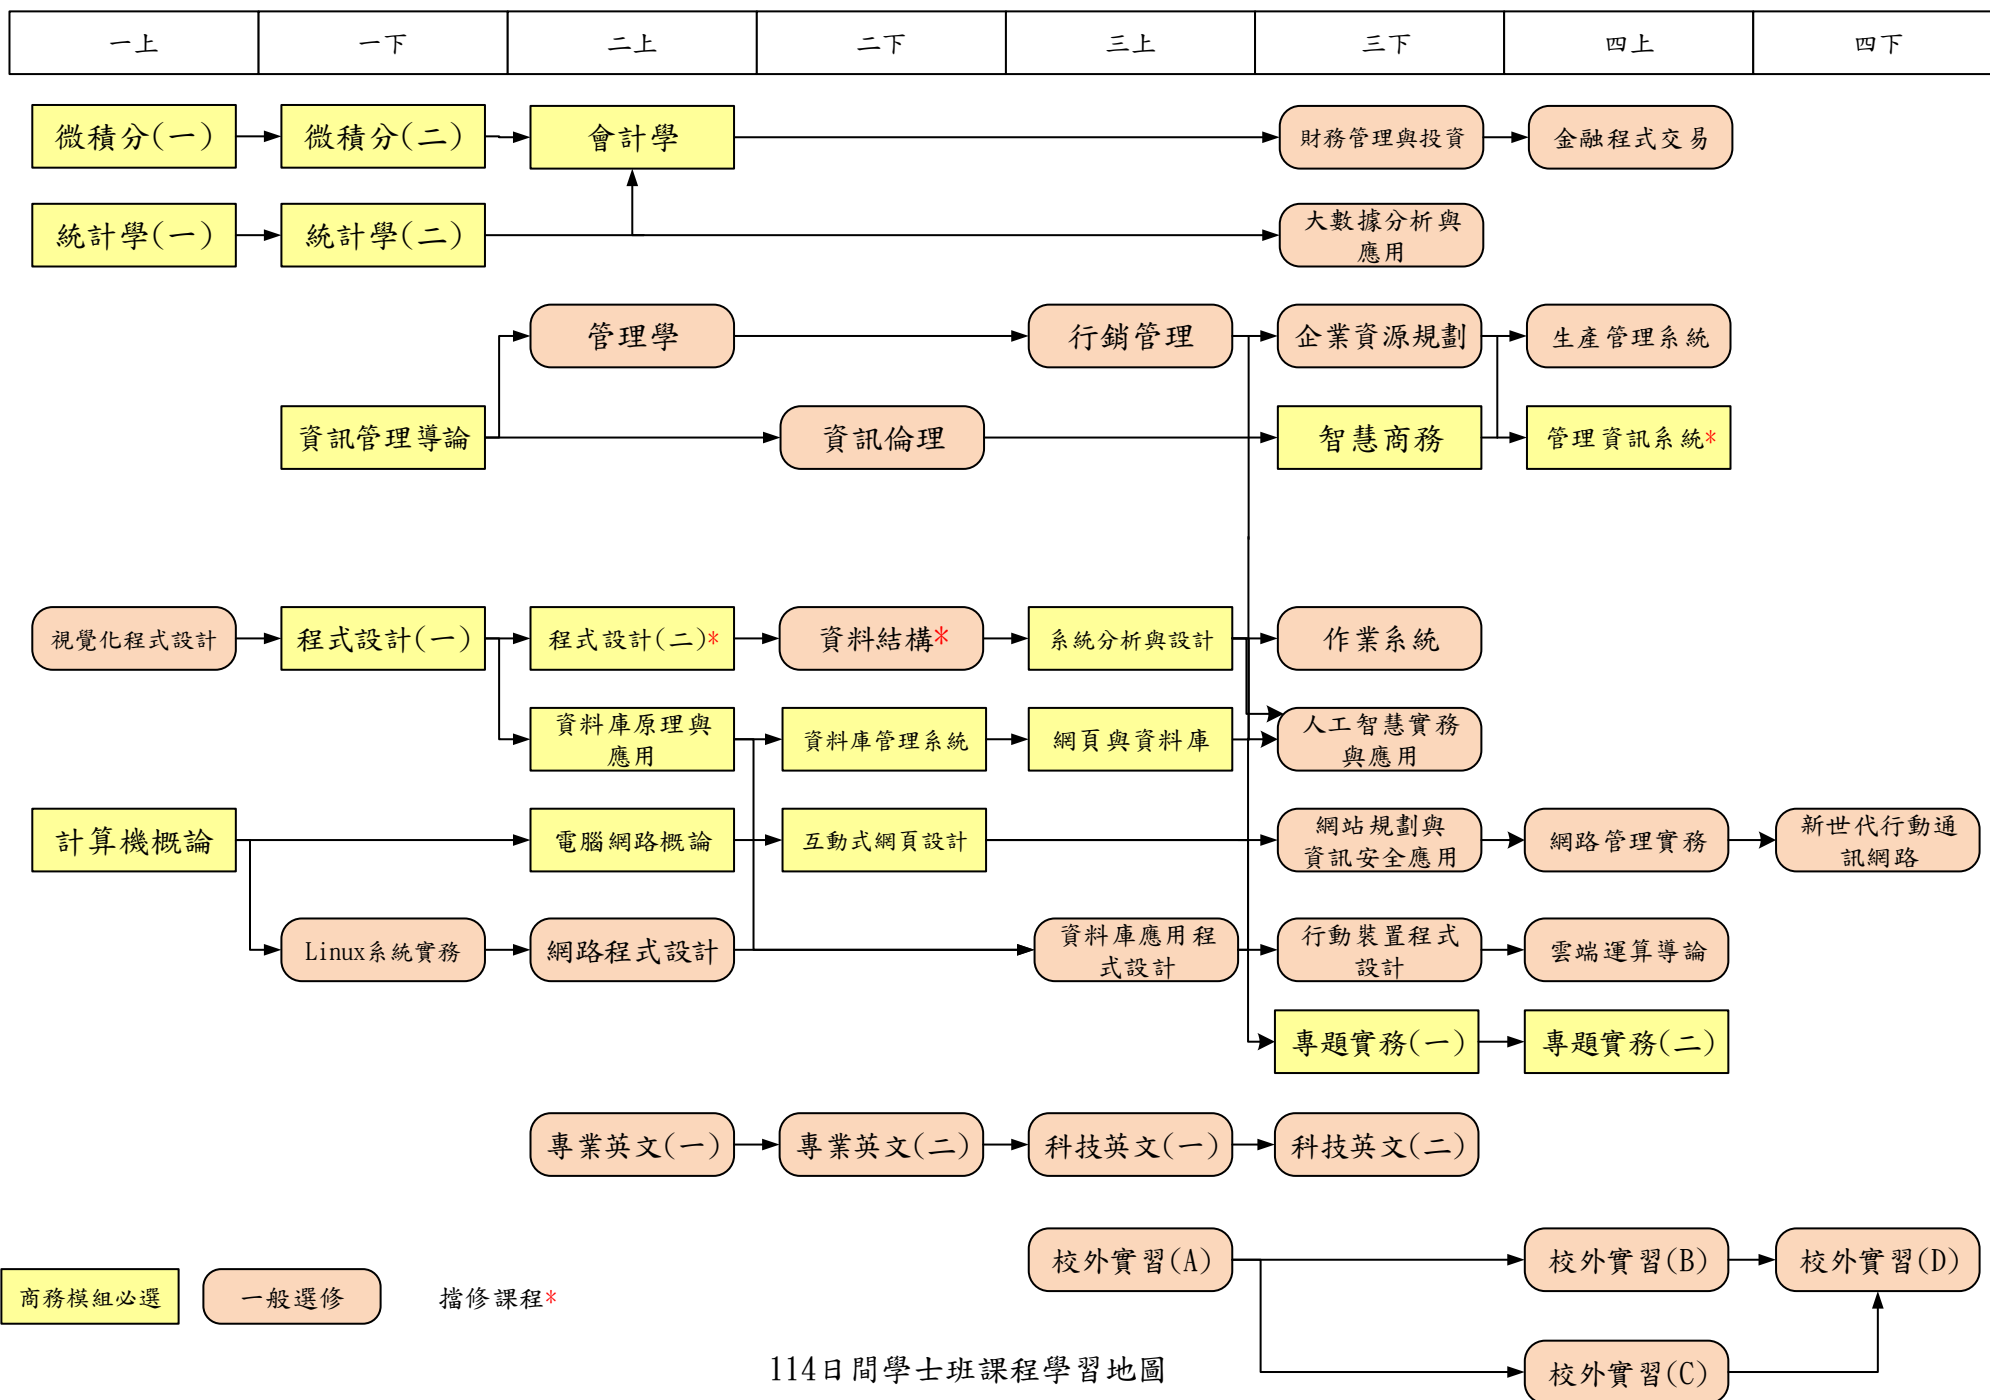 一上
一下
二上
二下
三上
三下
四上
四下
微積分(一)
微積分(二)
會計學
財務管理與投資
金融程式交易
統計學(一)
統計學(二)
大數據分析與
應用
管理學
行銷管理
企業資源規劃
生產管理系統
資訊管理導論
資訊倫理
智慧商務
管理資訊系統*
視覺化程式設計
程式設計(一)
程式設計(二)*
資料結構*
系統分析與設計
作業系統
資料庫原理與
應用
資料庫管理系統
網頁與資料庫
人工智慧實務
與應用
計算機概論
電腦網路概論
互動式網頁設計
網站規劃與
資訊安全應用
網路管理實務
新世代行動通
訊網路
Linux系統實務
網路程式設計
資料庫應用程
式設計
行動裝置程式
設計
雲端運算導論
專題實務(一)
專題實務(二)
專業英文(一)
專業英文(二)
科技英文(一)
科技英文(二)
校外實習(A)
校外實習(B)
校外實習(D)
商務模組必選
一般選修
擋修課程*
校外實習(C)
114日間學士班課程學習地圖